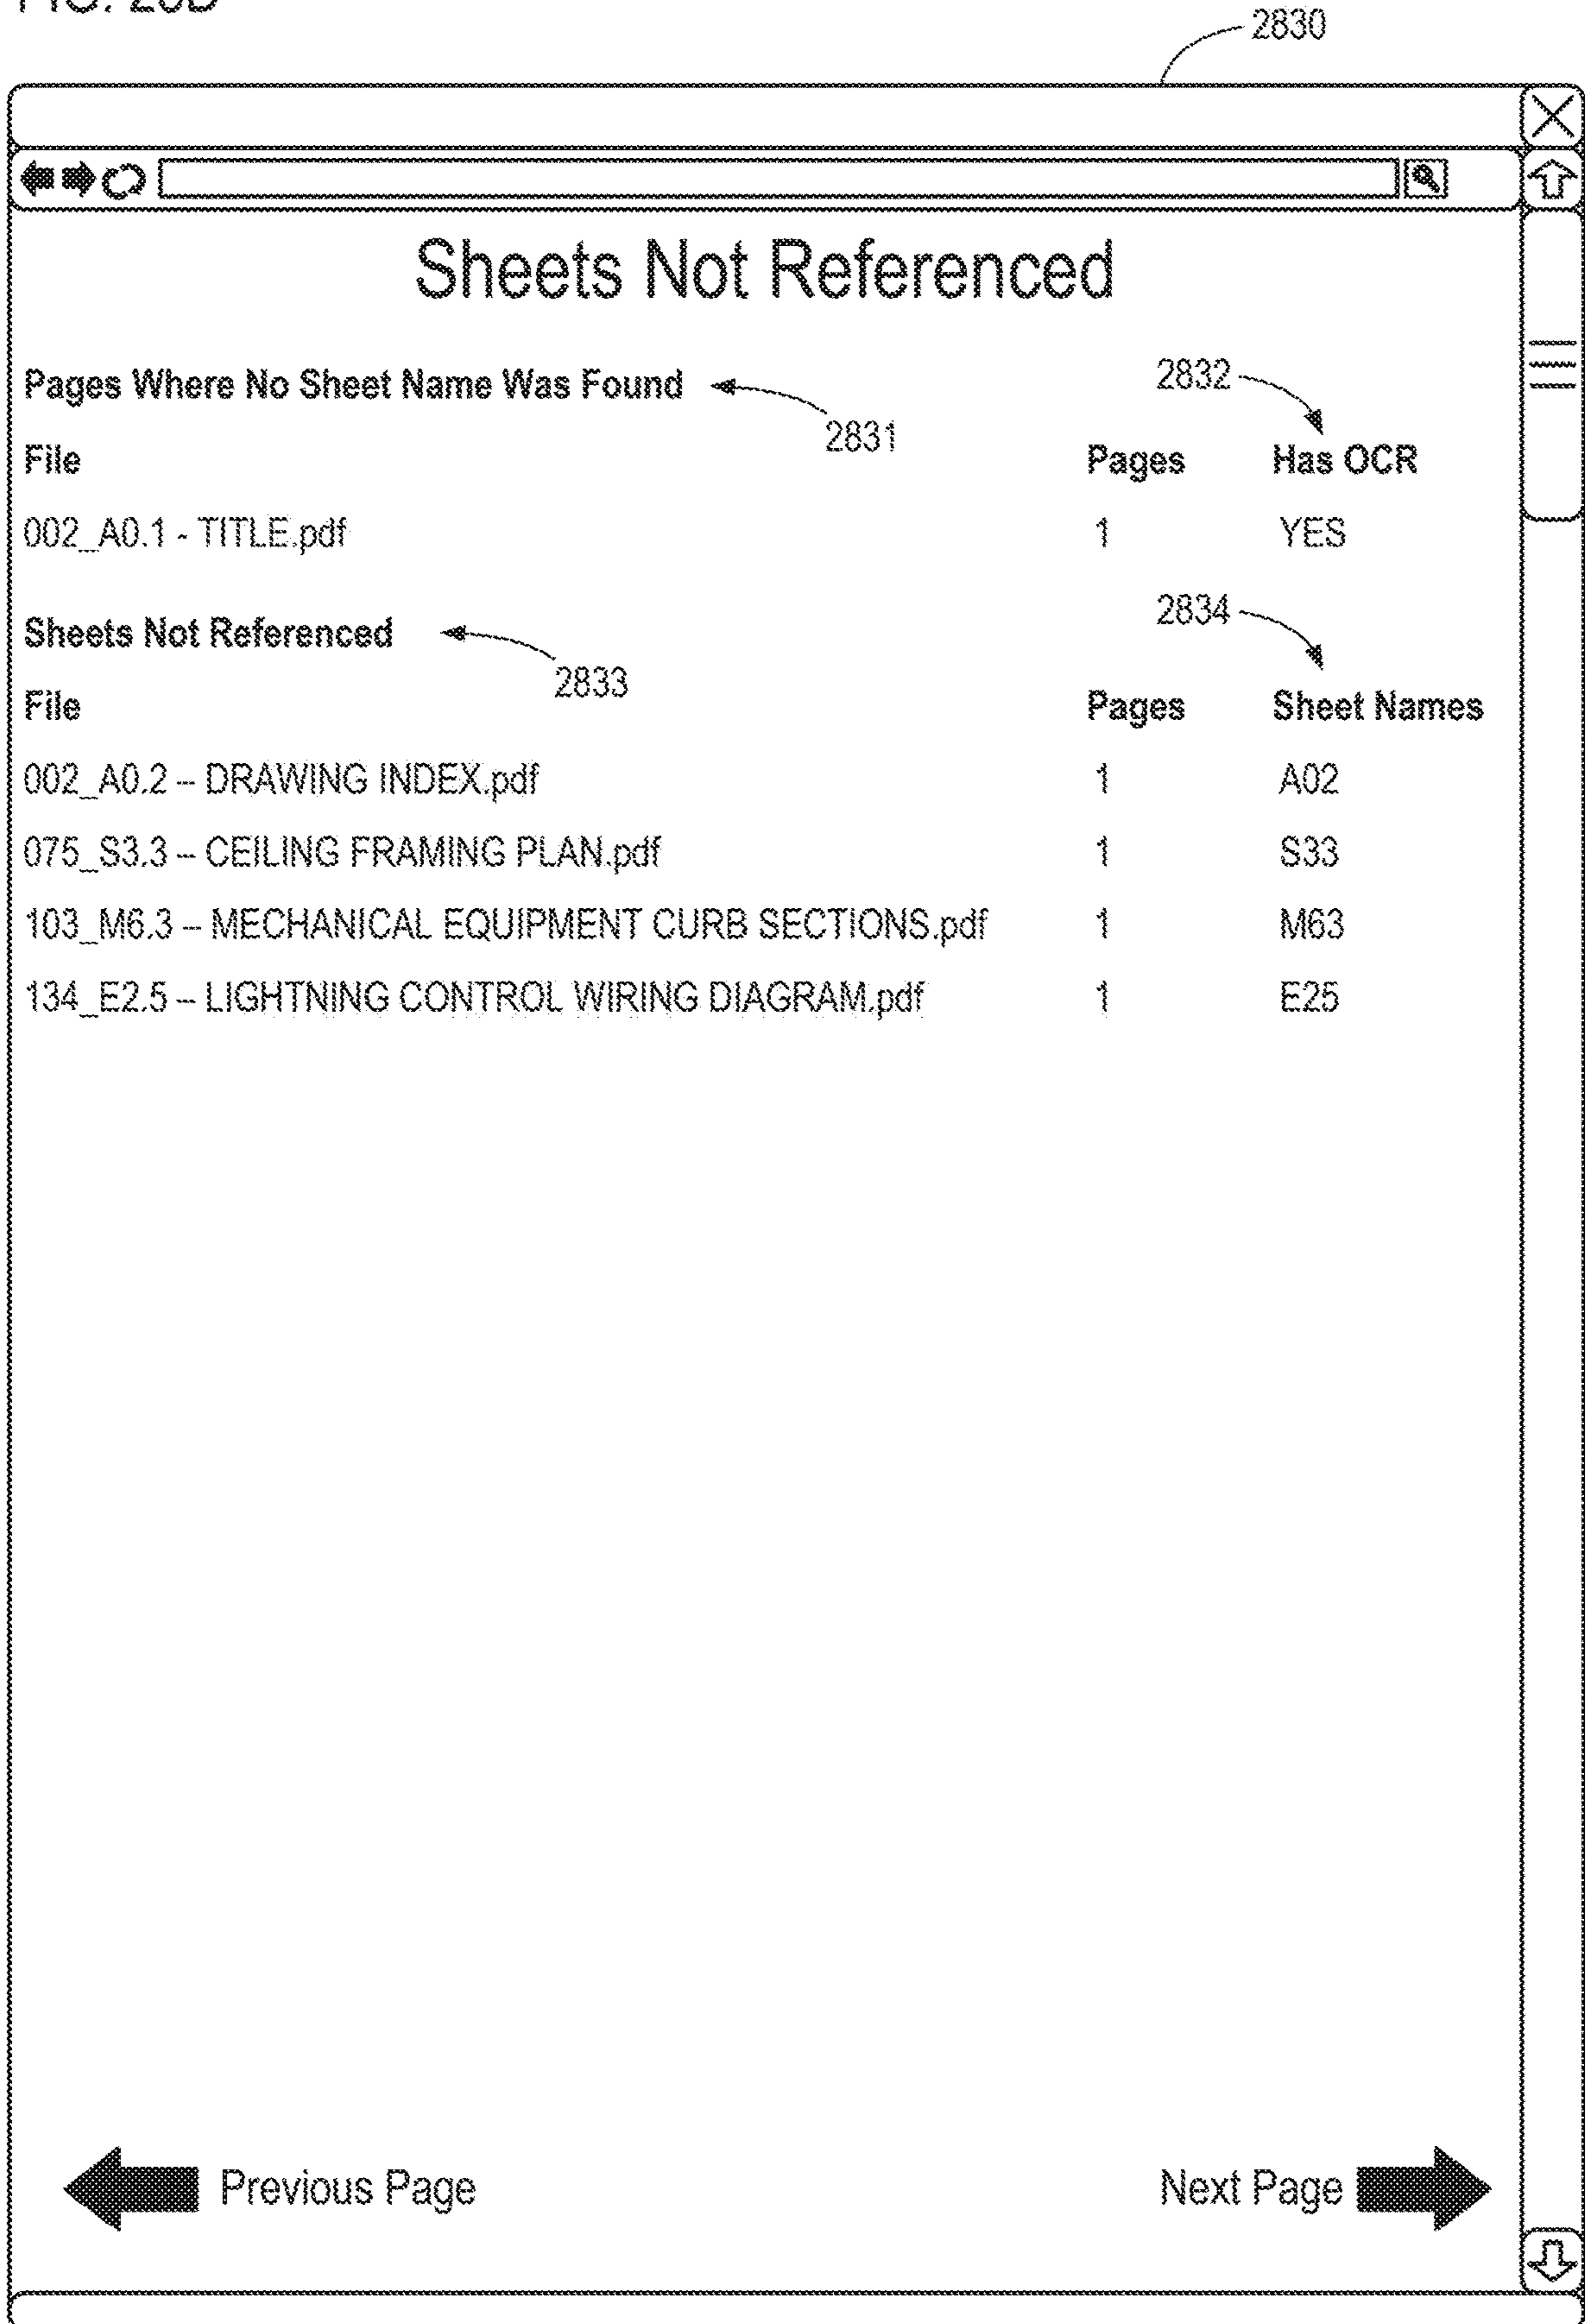 2830
Sheets Not Referenced
Pages Where No Sheet Name Was Found
2831
2832
File Pages Has OCR
002_A0.1 - TITLE.pdf 1 YES
Sheets Not Referenced
2833
2834
File Pages Sheet Names
002_A0.2 – DRAWING INDEX.pdf 1 A02
075_S3.3 – CEILING FRAMING PLAN.pdf 1 S33
103_M6.3 – MECHANICAL EQUIPMENT CURB SECTIONS.pdf 1 M63
134_E2.5 – LIGHTNING CONTROL WIRING DIAGRAM.pdf 1 E25
Previous Page Next Page